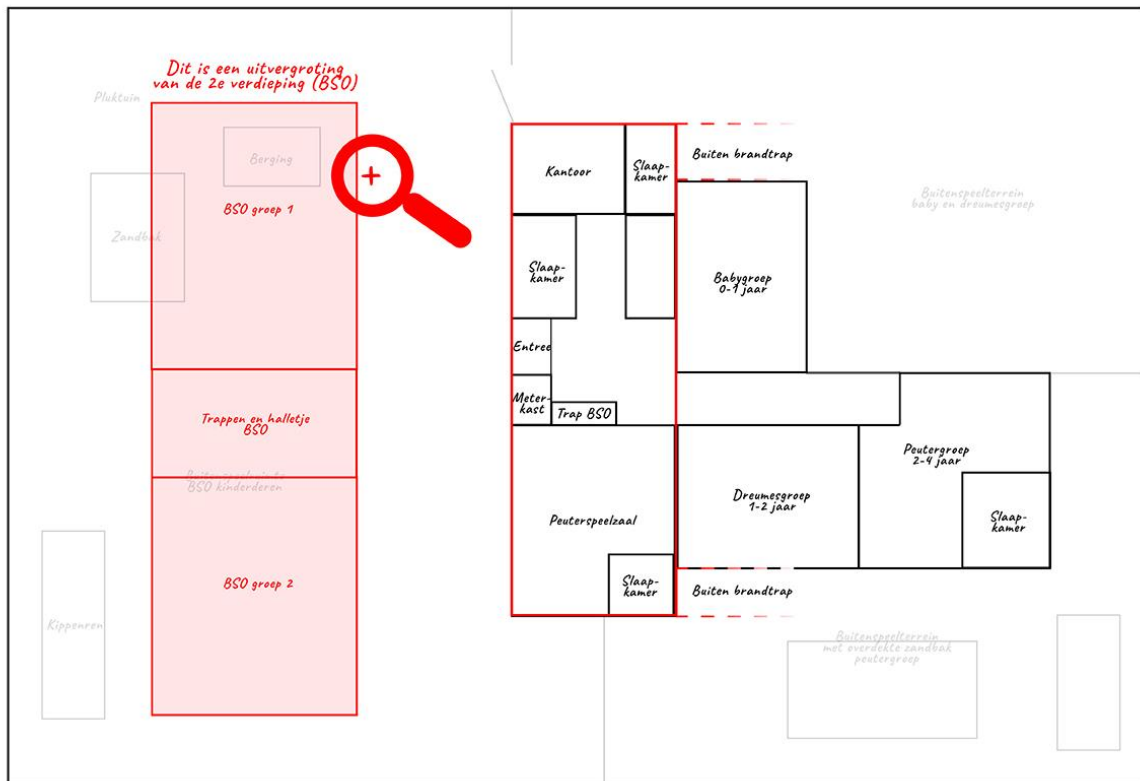 Dit is een uitvergroting
van de 2e verdieping (BSO)
Pluktuin
Berging
BSO groep 1
Zandbak
Trappen en halletje
BSO
BSO kinderderen
BSO groep 2
Kippenren
Kantoor
Slaap-
kamer
Buiten brandtrap
Slaap-
kamer
Babygroep
0-1 jaar
Buitenspeelterrein
baby en dreumesgroep
Entree
Meter-
kast
Trap BSO
Peuterspeelzaal
Slaap-
kamer
Dreumesgroep
1-2 jaar
Peutergroep
2-4 jaar
Slaap-
kamer
Buiten brandtrap
Buitenspeelterrein
met overdekte zandbak
peutergroep